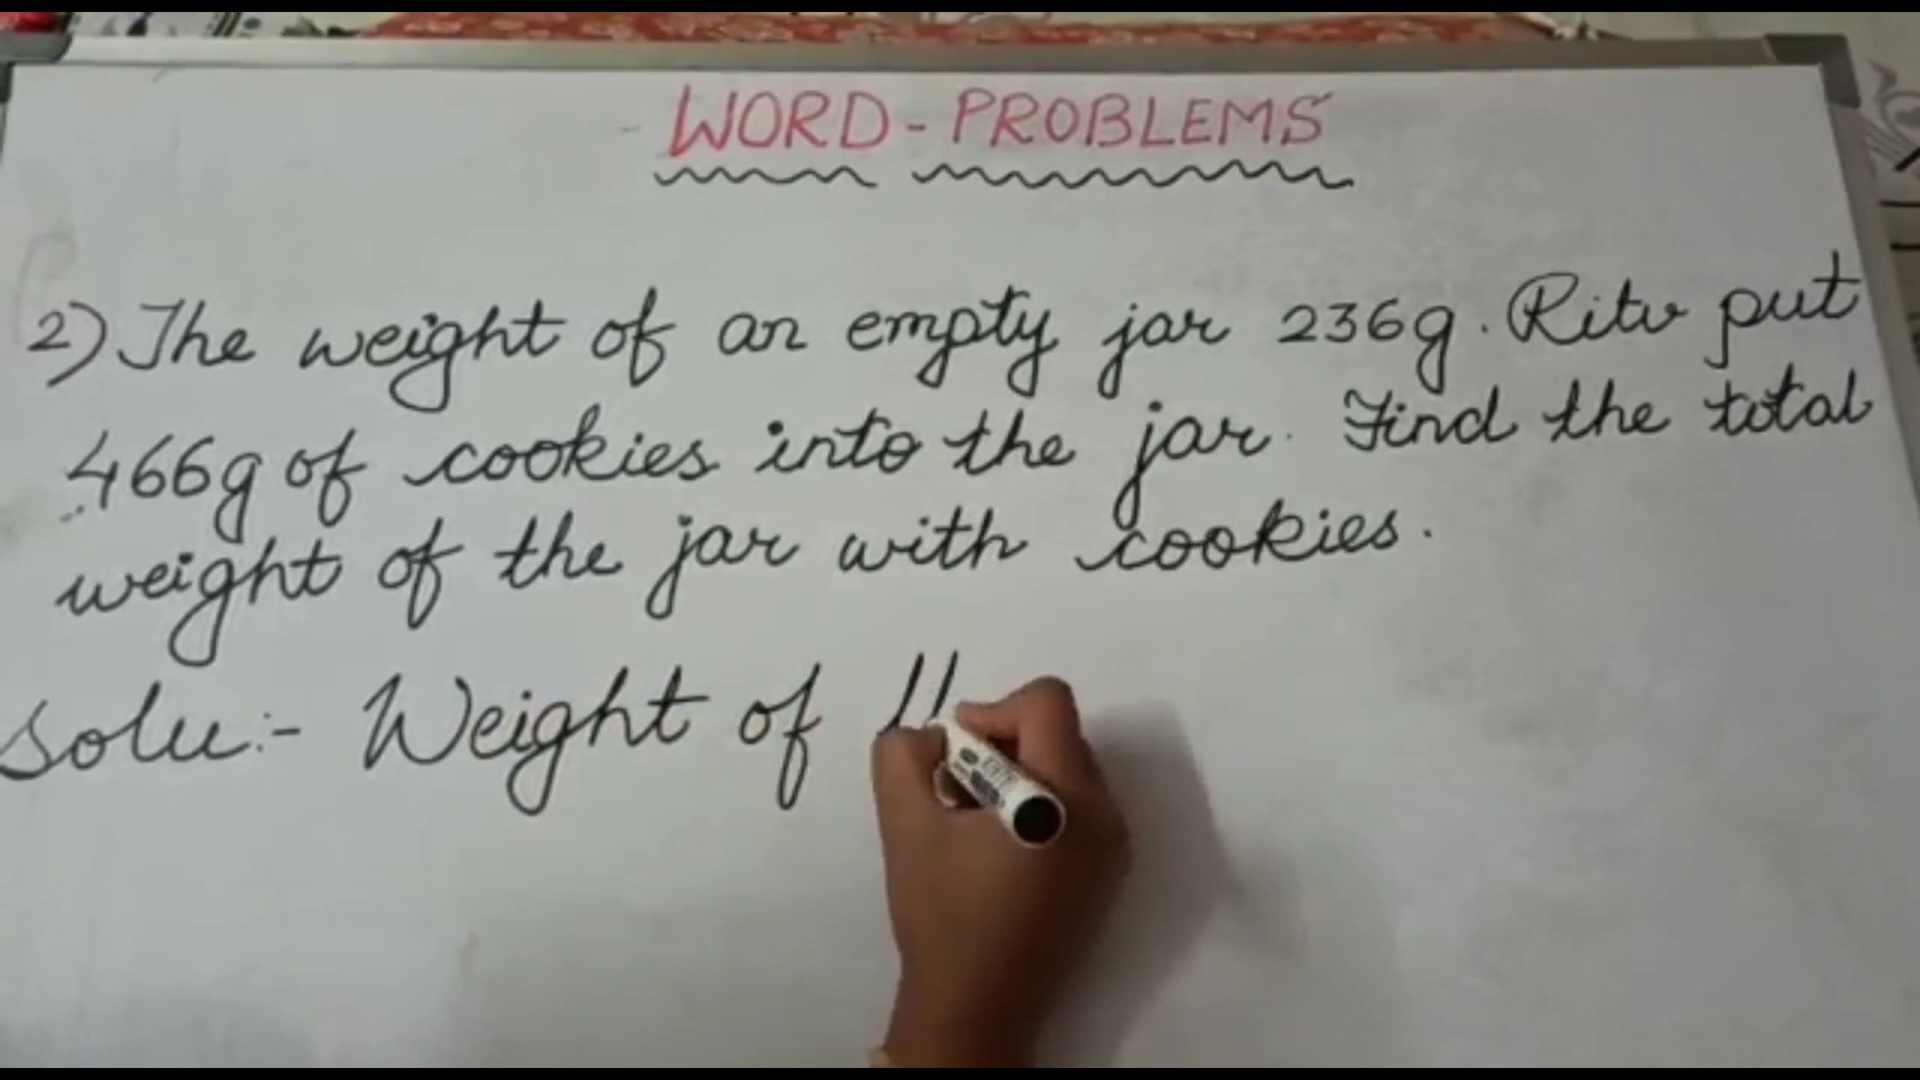 WORD - PROBLEMS
2) The weight of an empty jar 236g. Ritu put
466g of cookies into the jar. Find the total
weight of the jar with cookies.
Solu:- Weight of